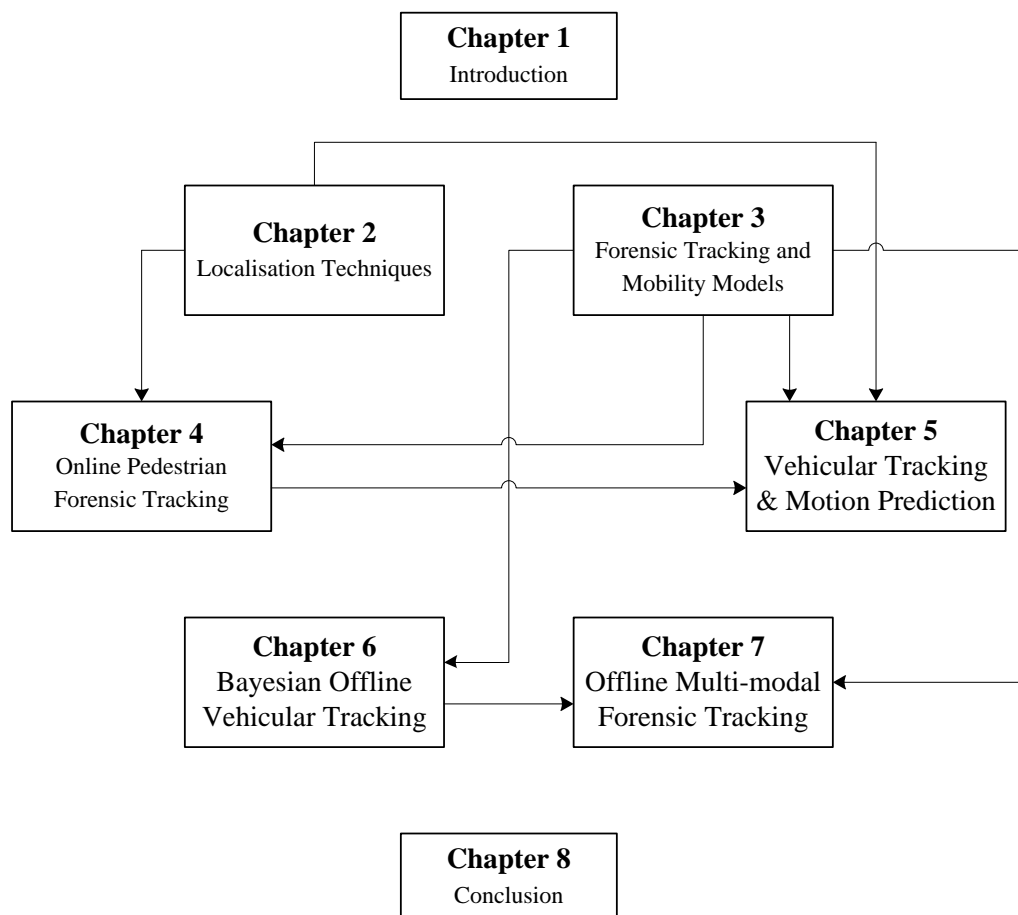 Chapter 1
Introduction
Chapter 2
Localisation Techniques
Chapter 3
Forensic Tracking and
Mobility Models
Chapter 4
Online Pedestrian
Forensic Tracking
Chapter 5
Vehicular Tracking
& Motion Prediction
Chapter 6
Bayesian Offline
Vehicular Tracking
Chapter 7
Offline Multi-modal
Forensic Tracking
Chapter 8
Conclusion